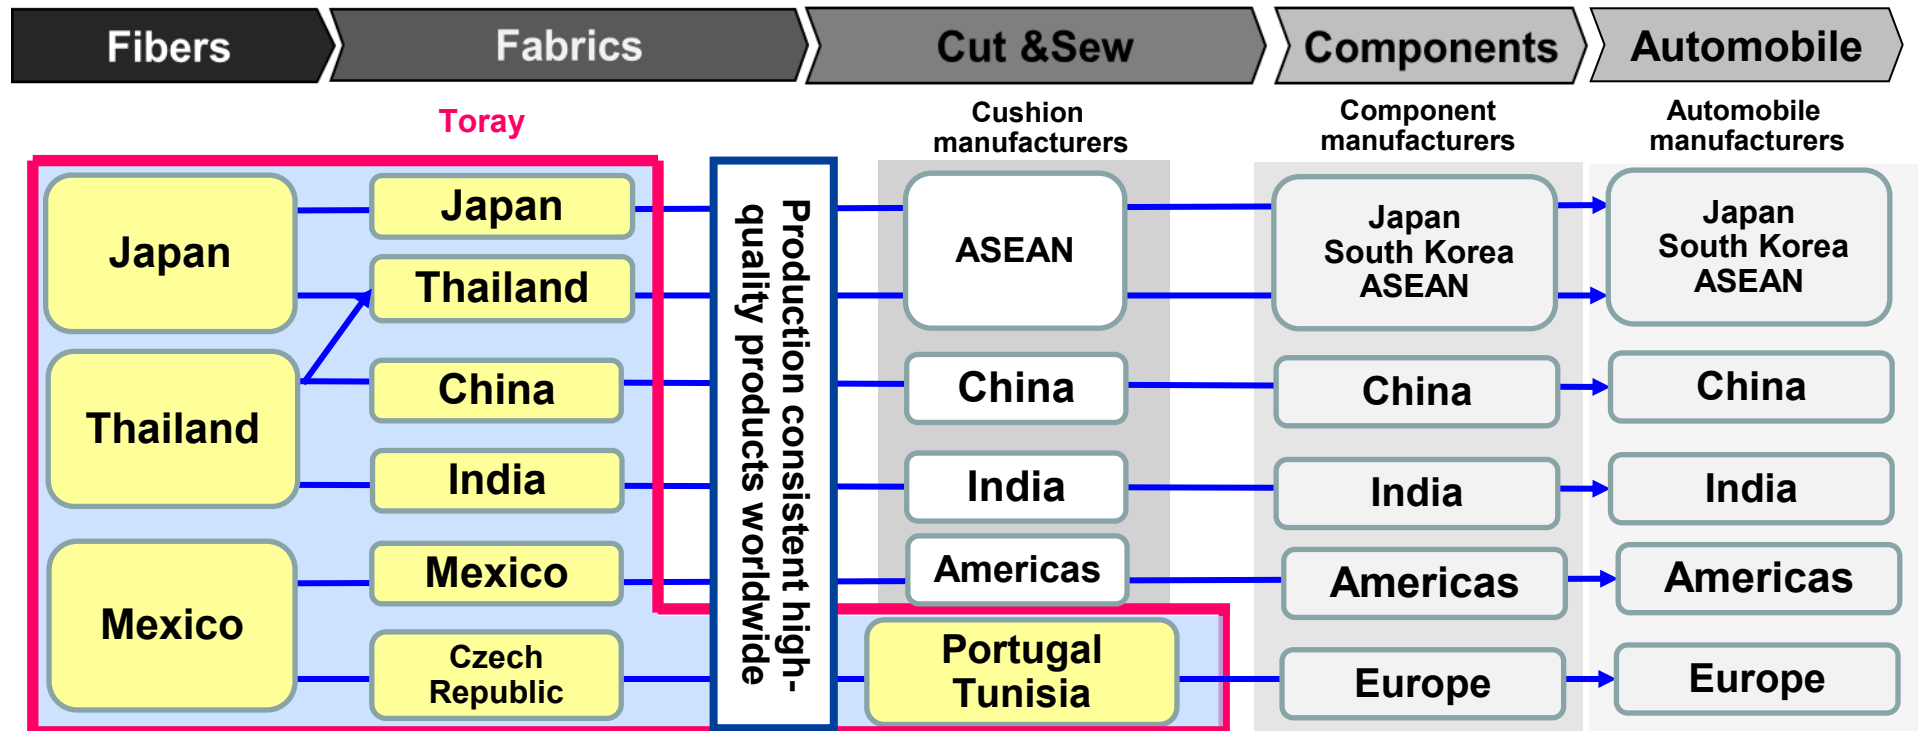 Fibers
Fabrics
Cut &Sew
Components
Automobile
Toray
Cushion
manufacturers
Component
manufacturers
Automobile
manufacturers
Japan
Thailand
Mexico
Japan
Thailand
China
India
Mexico
Czech
Republic
Production consistent high-
quality products worldwide
ASEAN
China
India
Americas
Portugal
Tunisia
Japan
South Korea
ASEAN
China
India
Americas
Europe
Japan
South Korea
ASEAN
China
India
Americas
Europe